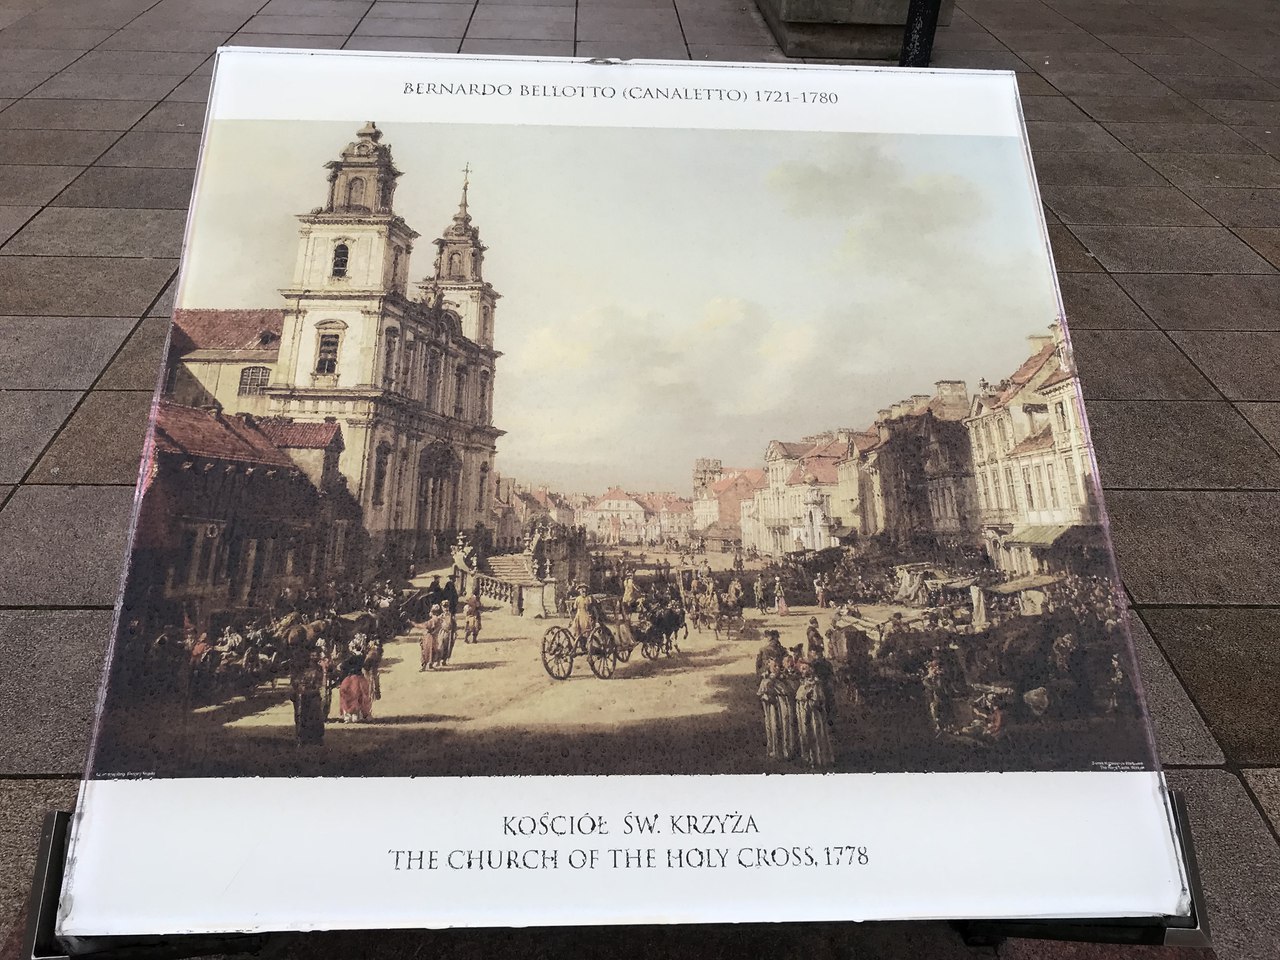 BERNARDO BELLOTTO (CANALETTO) 1721-1780
KOŚCIÓŁ ŚW. KRZYŻA
THE CHURCH OF THE HOLY CROSS, 1778